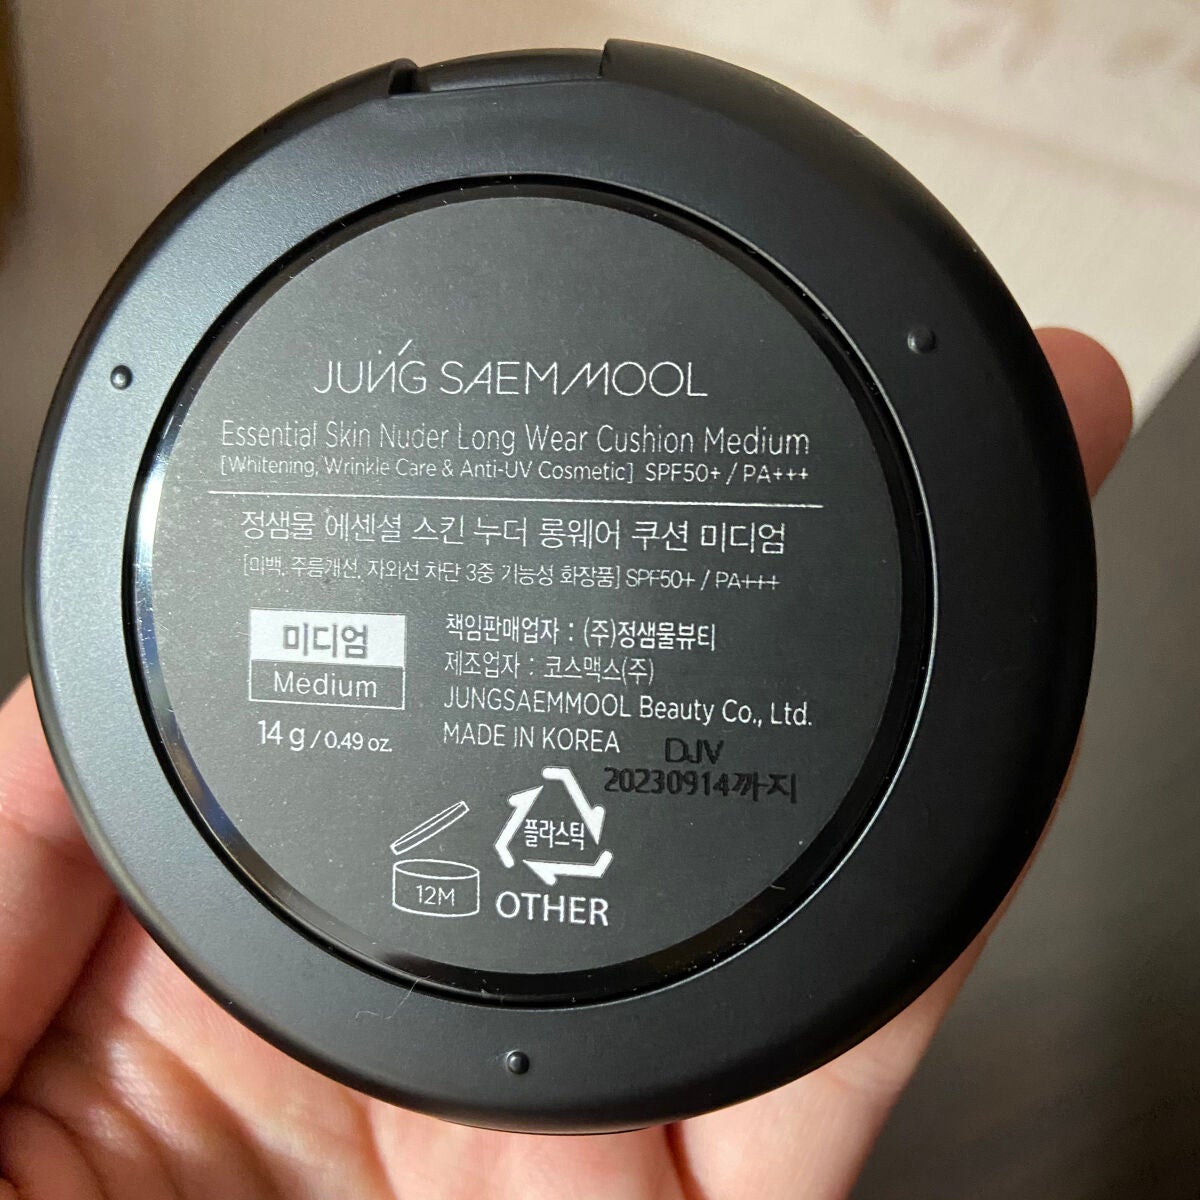 JUNG SAEMMOOL
Essential Skin Nuder Long Wear Cushion Medium
[Whitening, Wrinkle Care & Anti-UV Cosmetic] SPF50+ / PA+++
정샘물 에센셜 스킨 누더 롱웨어 쿠션 미디엄
[미백, 주름개선, 자외선 차단 3중 기능성 화장품] SPF50+ / PA+++
미디엄
Medium
14 g / 0.49 oz.
책임판매업자 : (주)정샘물뷰티
제조업자 : 코스맥스(주)
JUNGSAEMMOOL Beauty Co., Ltd.
MADE IN KOREA
DJV
20230914까지
12M
플라스틱
OTHER